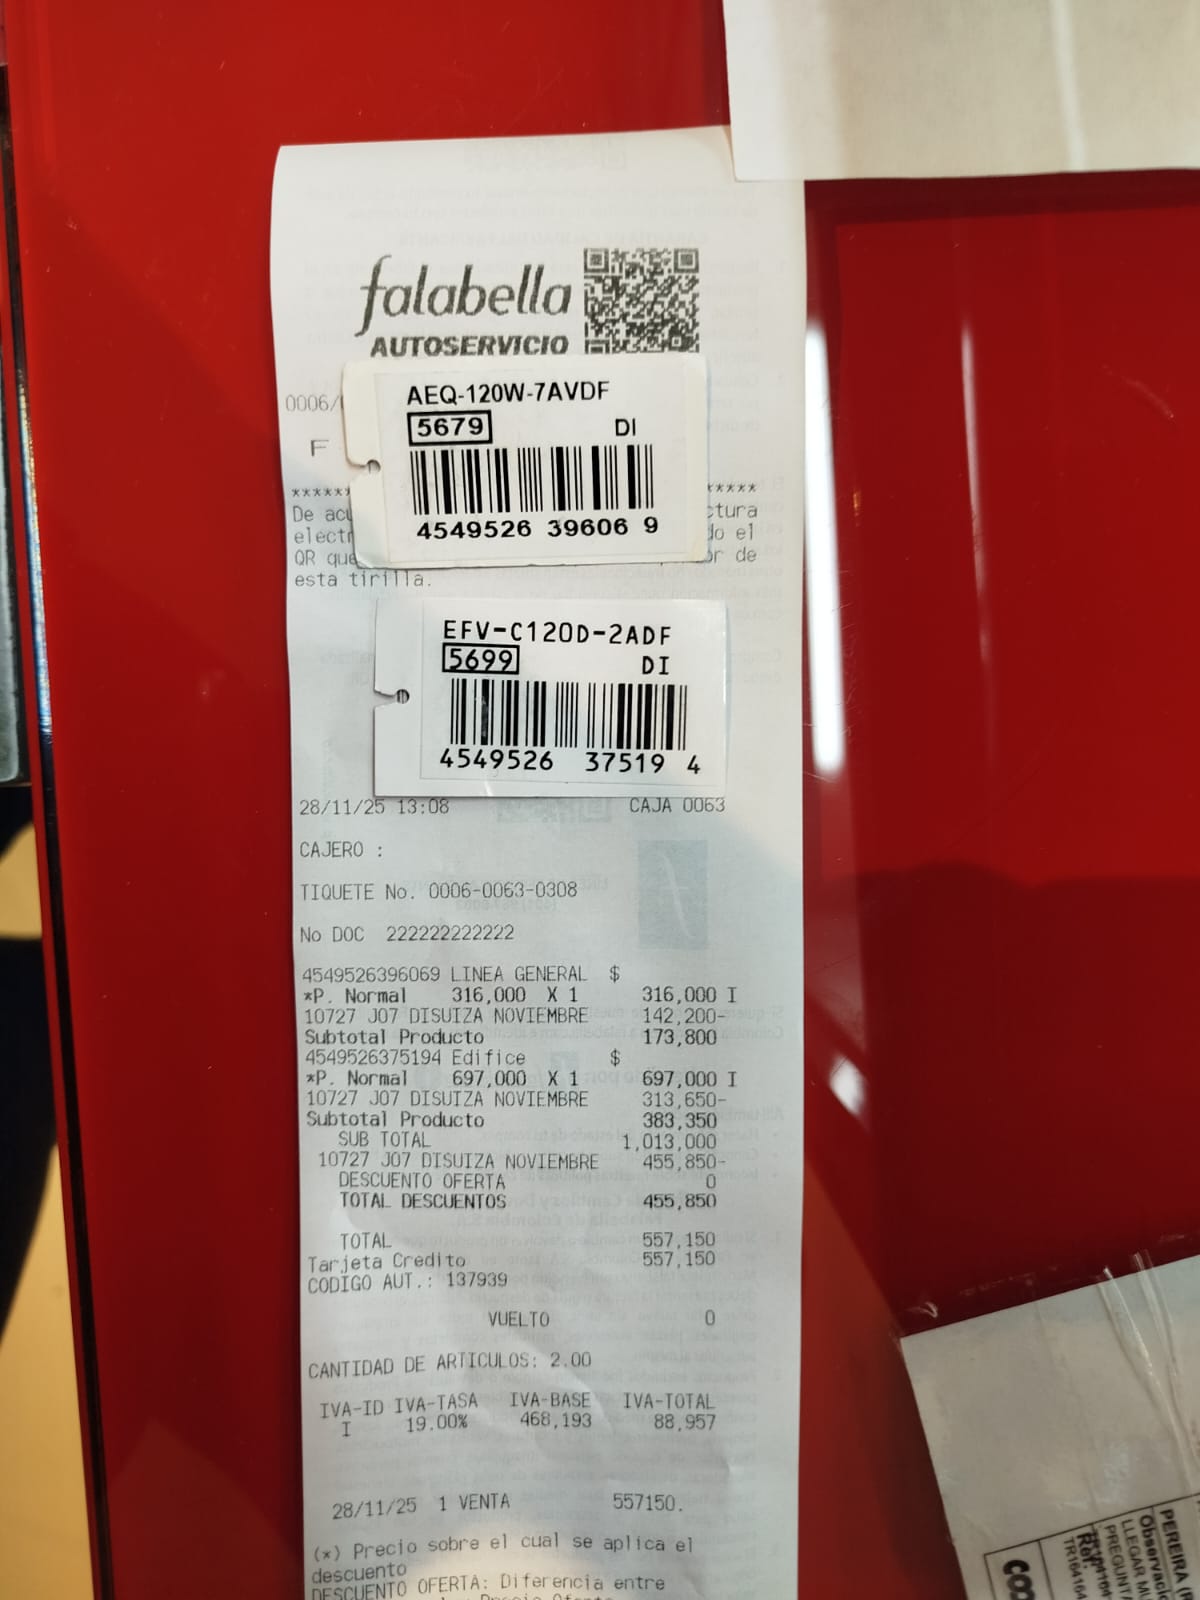 falabella
AUTOSERVICIO
0006/
AEQ-120W-7AVDF
5679 DI
4549526 39606 9
F
****** *****
De ctura
do el
QR que de
esta tirilla.
EFV-C120D-2ADF
5699 DI
4549526 37519 4
28/11/25 13:08 CAJA 0063
CAJERO :
TIQUETE No. 0006-0063-0308
No DOC 222222222222
4549526396069 LINEA GENERAL $
*P. Normal 316,000 X 1 316,000 I
10727 J07 DISUIZA NOVIEMBRE 142,200-
Subtotal Producto 173,800
4549526375194 Edifice $
*P. Normal 697,000 X 1 697,000 I
10727 J07 DISUIZA NOVIEMBRE 313,650-
Subtotal Producto 383,350
SUB TOTAL 1,013,000
10727 J07 DISUIZA NOVIEMBRE 455,850-
DESCUENTO OFERTA 0
TOTAL DESCUENTOS 455,850
TOTAL 557,150
Tarjeta Credito 557,150
CODIGO AUT.: 137939
VUELTO 0
CANTIDAD DE ARTICULOS: 2.00
IVA-ID IVA-TASA IVA-BASE IVA-TOTAL
I 19.00% 468,193 88,957
28/11/25 1 VENTA 557150.
(*) Precio sobre el cual se aplica el
descuento
DESCUENTO OFERTA: Diferencia entre
PEREIRA
LLEGAR